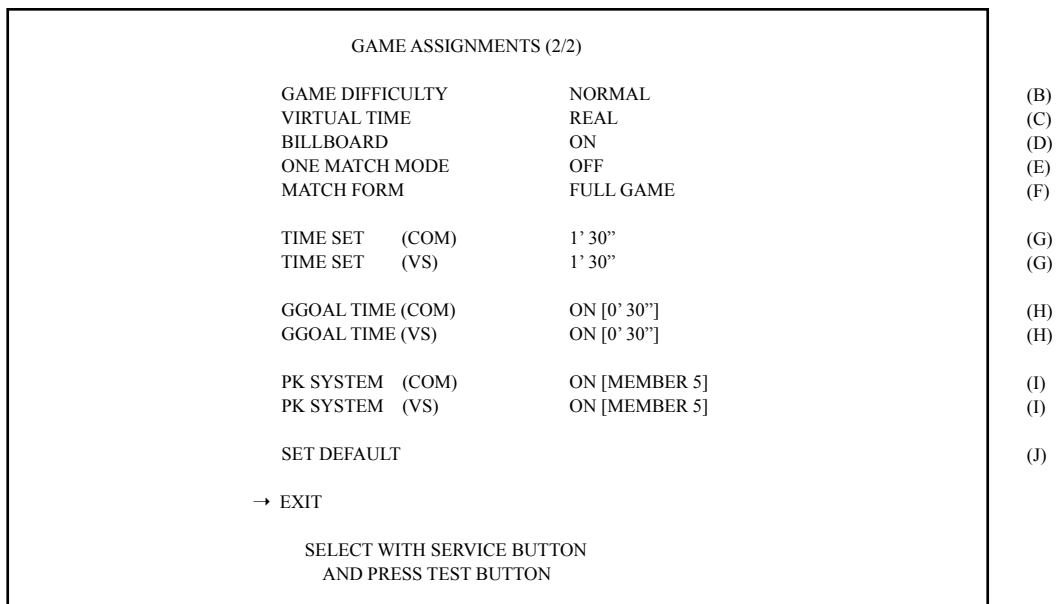 GAME ASSIGNMENTS (2/2)
GAME DIFFICULTY NORMAL (B)
VIRTUAL TIME REAL (C)
BILLBOARD ON (D)
ONE MATCH MODE OFF (E)
MATCH FORM FULL GAME (F)
TIME SET (COM) 1’ 30” (G)
TIME SET (VS) 1’ 30” (G)
GGOAL TIME (COM) ON [0’ 30”] (H)
GGOAL TIME (VS) ON [0’ 30”] (H)
PK SYSTEM (COM) ON [MEMBER 5] (I)
PK SYSTEM (VS) ON [MEMBER 5] (I)
SET DEFAULT (J)
→ EXIT
SELECT WITH SERVICE BUTTON
AND PRESS TEST BUTTON